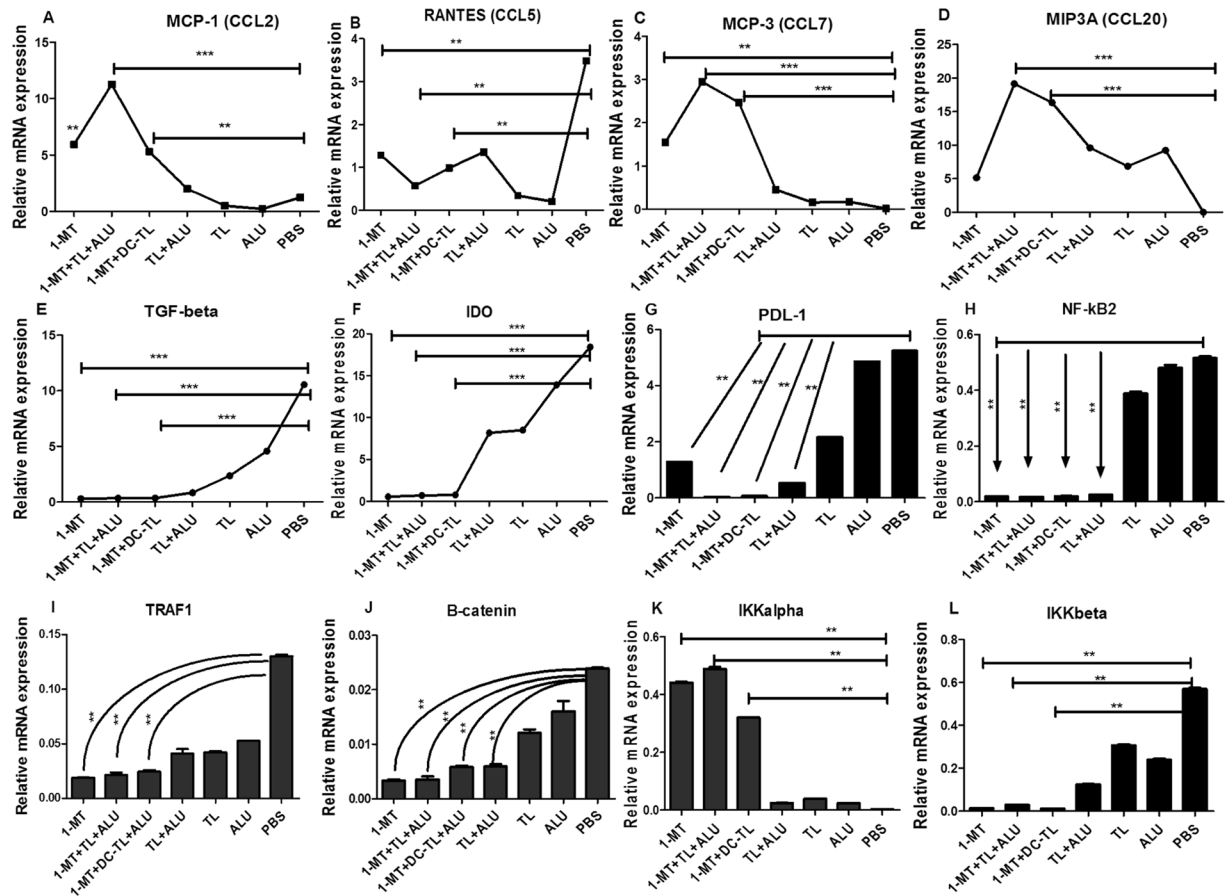 A
MCP-1 (CCL2)
Relative mRNA expression
15
10
5
0
***
**
**
1-MT
1-MT+TL+ALU
1-MT+DC-TL
TL+ALU
TL
ALU
PBS
B
RANTES (CCL5)
Relative mRNA expression
4
3
2
1
0
**
**
**
1-MT
1-MT+TL+ALU
1-MT+DC-TL
TL+ALU
TL
ALU
PBS
C
MCP-3 (CCL7)
Relative mRNA expression
4
3
2
1
0
**
***
***
1-MT
1-MT+TL+ALU
1-MT+DC-TL
TL+ALU
TL
ALU
PBS
D
MIP3A (CCL20)
Relative mRNA expression
25
20
15
10
5
0
***
***
1-MT
1-MT+TL+ALU
1-MT+DC-TL
TL+ALU
TL
ALU
PBS
E
TGF-beta
Relative mRNA expression
15
10
5
0
***
***
***
1-MT
1-MT+TL+ALU
1-MT+DC-TL
TL+ALU
TL
ALU
PBS
F
IDO
Relative mRNA expression
20
15
10
5
0
***
***
***
1-MT
1-MT+TL+ALU
1-MT+DC-TL
TL+ALU
TL
ALU
PBS
G
PDL-1
Relative mRNA expression
6
4
2
0
**
**
**
**
1-MT
1-MT+TL+ALU
1-MT+DC-TL
TL+ALU
TL
ALU
PBS
H
NF-kB2
Relative mRNA expression
0.6
0.4
0.2
0.0
**
**
**
**
1-MT
1-MT+TL+ALU
1-MT+DC-TL
TL+ALU
TL
ALU
PBS
I
TRAF1
Relative mRNA expression
0.15
0.10
0.05
0.00
**
**
**
1-MT
1-MT+TL+ALU
1-MT+DC-TL+ALU
TL+ALU
TL
ALU
PBS
J
B-catenin
Relative mRNA expression
0.03
0.02
0.01
0.00
**
**
**
**
1-MT
1-MT+TL+ALU
1-MT+DC-TL+ALU
TL+ALU
TL
ALU
PBS
K
IKKalpha
Relative mRNA expression
0.6
0.4
0.2
0.0
**
**
**
1-MT
1-MT+TL+ALU
1-MT+DC-TL
TL+ALU
TL
ALU
PBS
L
IKKbeta
Relative mRNA expression
0.8
0.6
0.4
0.2
0.0
**
**
**
1-MT
1-MT+TL+ALU
1-MT+DC-TL
TL+ALU
TL
ALU
PBS